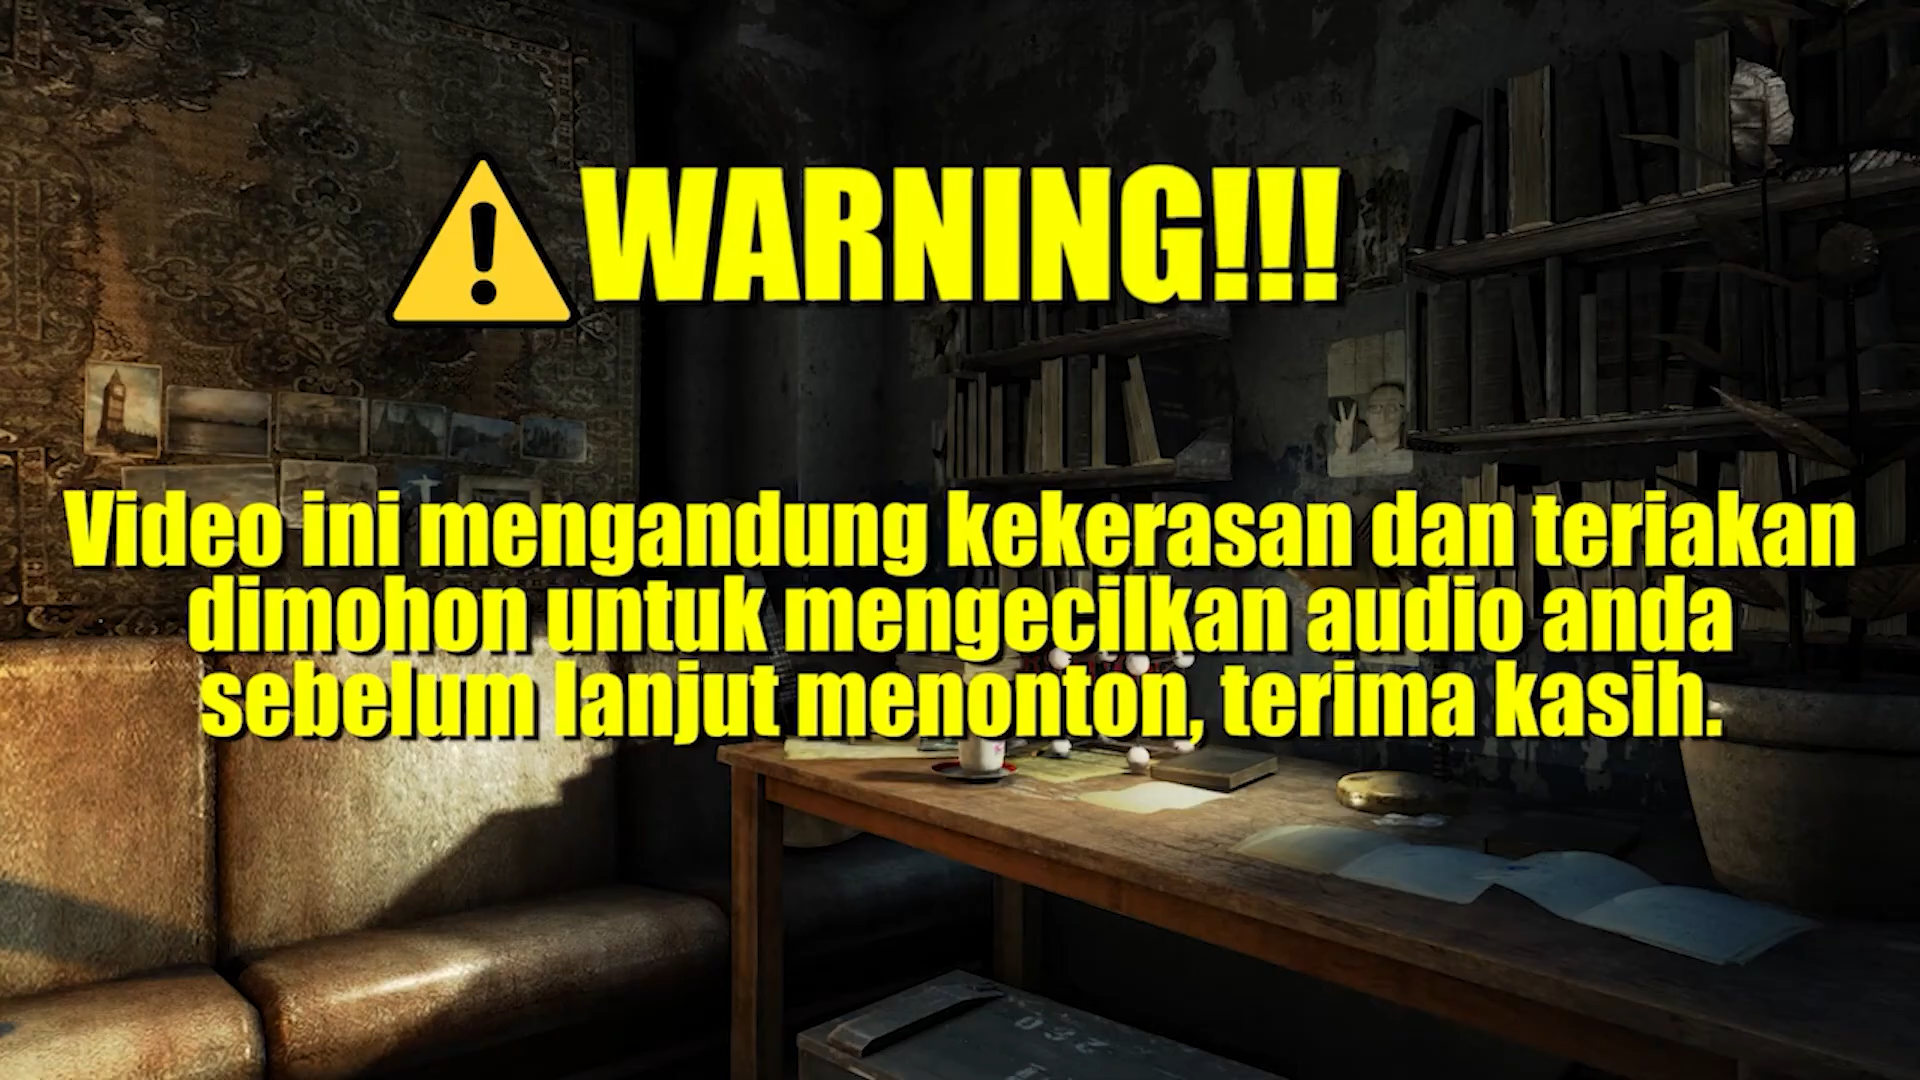 WARNING!!!
Video ini mengandung kekerasan dan teriakan
dimohon untuk mengecilkan audio anda
sebelum lanjut menonton, terima kasih.